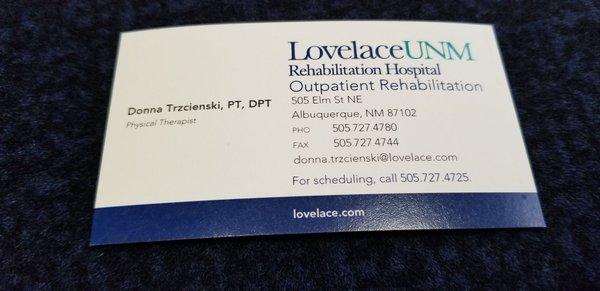 LovelaceUNM
Rehabilitation Hospital
Outpatient Rehabilitation
Donna Trzcienski, PT, DPT
Physical Therapist
505 Elm St NE
Albuquerque, NM 87102
PHO 505.727.4780
FAX 505.727.4744
donna.trzcienski@lovelace.com
For scheduling, call 505.727.4725.
lovelace.com